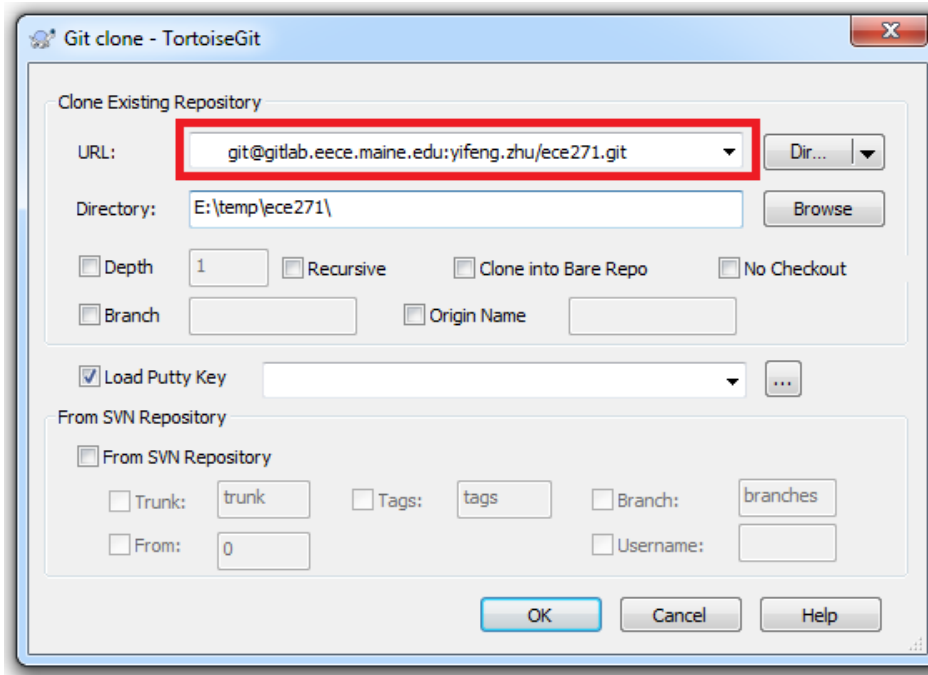 Git clone - TortoiseGit
Clone Existing Repository
URL: git@gitlab.eece.maine.edu:yifeng.zhu/ece271.git Dir...
Directory: E:\temp\ece271\ Browse
Depth 1 Recursive Clone into Bare Repo No Checkout
Branch Origin Name
Load Putty Key ...
From SVN Repository
From SVN Repository
Trunk: trunk Tags: tags Branch: branches
From: 0 Username:
OK Cancel Help